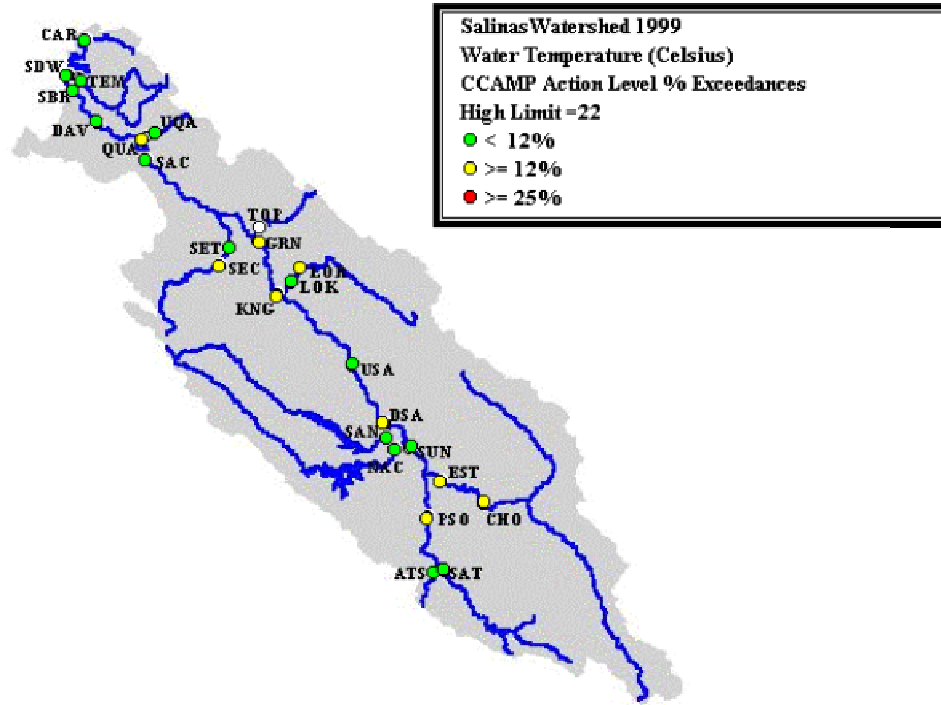 Salinas Watershed 1999
Water Temperature (Celsius)
CCAMP Action Level % Exceedances
High Limit =22
< 12%
>= 12%
>= 25%
CAR
SDW
TEM
SBR
DAV
UQA
QUA
SAC
TOP
GRN
SET
SEC
LOR
LOK
KNG
USA
DSA
SAN
SUN
NAC
EST
CHO
PSO
ATS
SAT